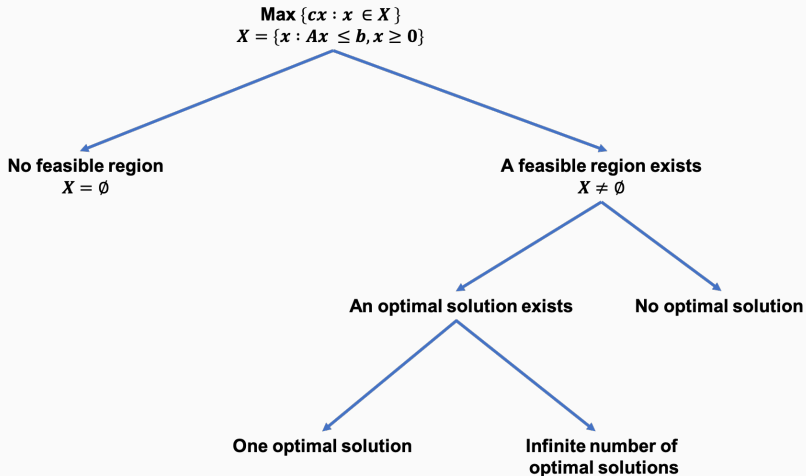 Max {cx : x ∈ X }
X = {x : Ax ≤ b, x ≥ 0}
No feasible region
X = ∅
A feasible region exists
X ≠ ∅
An optimal solution exists
No optimal solution
One optimal solution
Infinite number of
optimal solutions